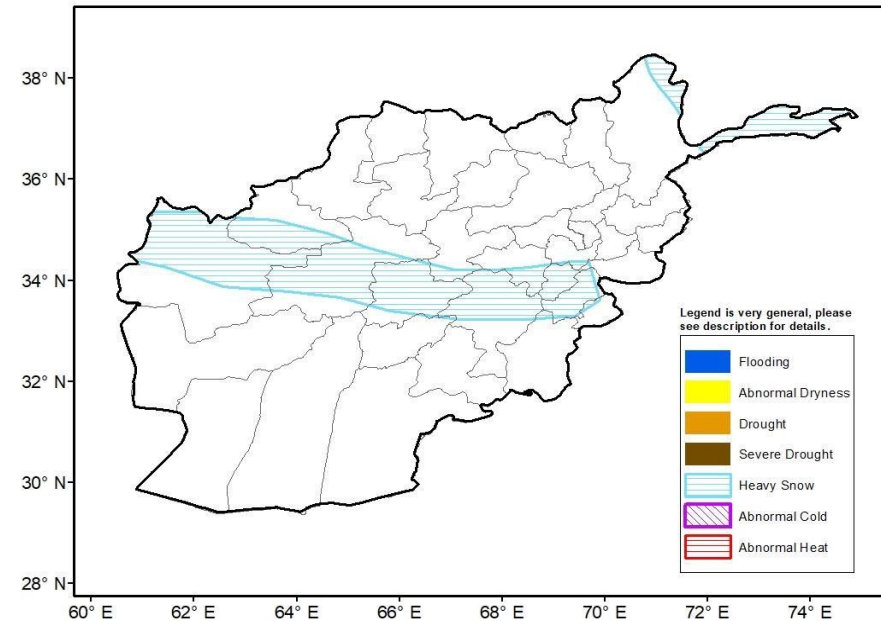 38° N
36° N
34° N
32° N
30° N
28° N
60° E
62° E
64° E
66° E
68° E
70° E
72° E
74° E
Legend is very general, please
see description for details.
Flooding
Abnormal Dryness
Drought
Severe Drought
Heavy Snow
Abnormal Cold
Abnormal Heat